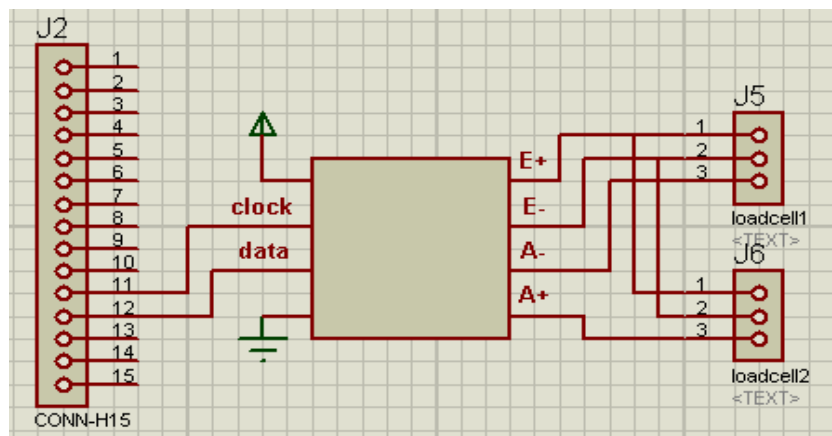 J2
1
2
3
4
5
6
7
8
9
10
11
12
13
14
15
CONN-H15
clock
data
E+
E-
A-
A+
J5
1
2
3
loadcell1
<TEXT>
J6
1
2
3
loadcell2
<TEXT>